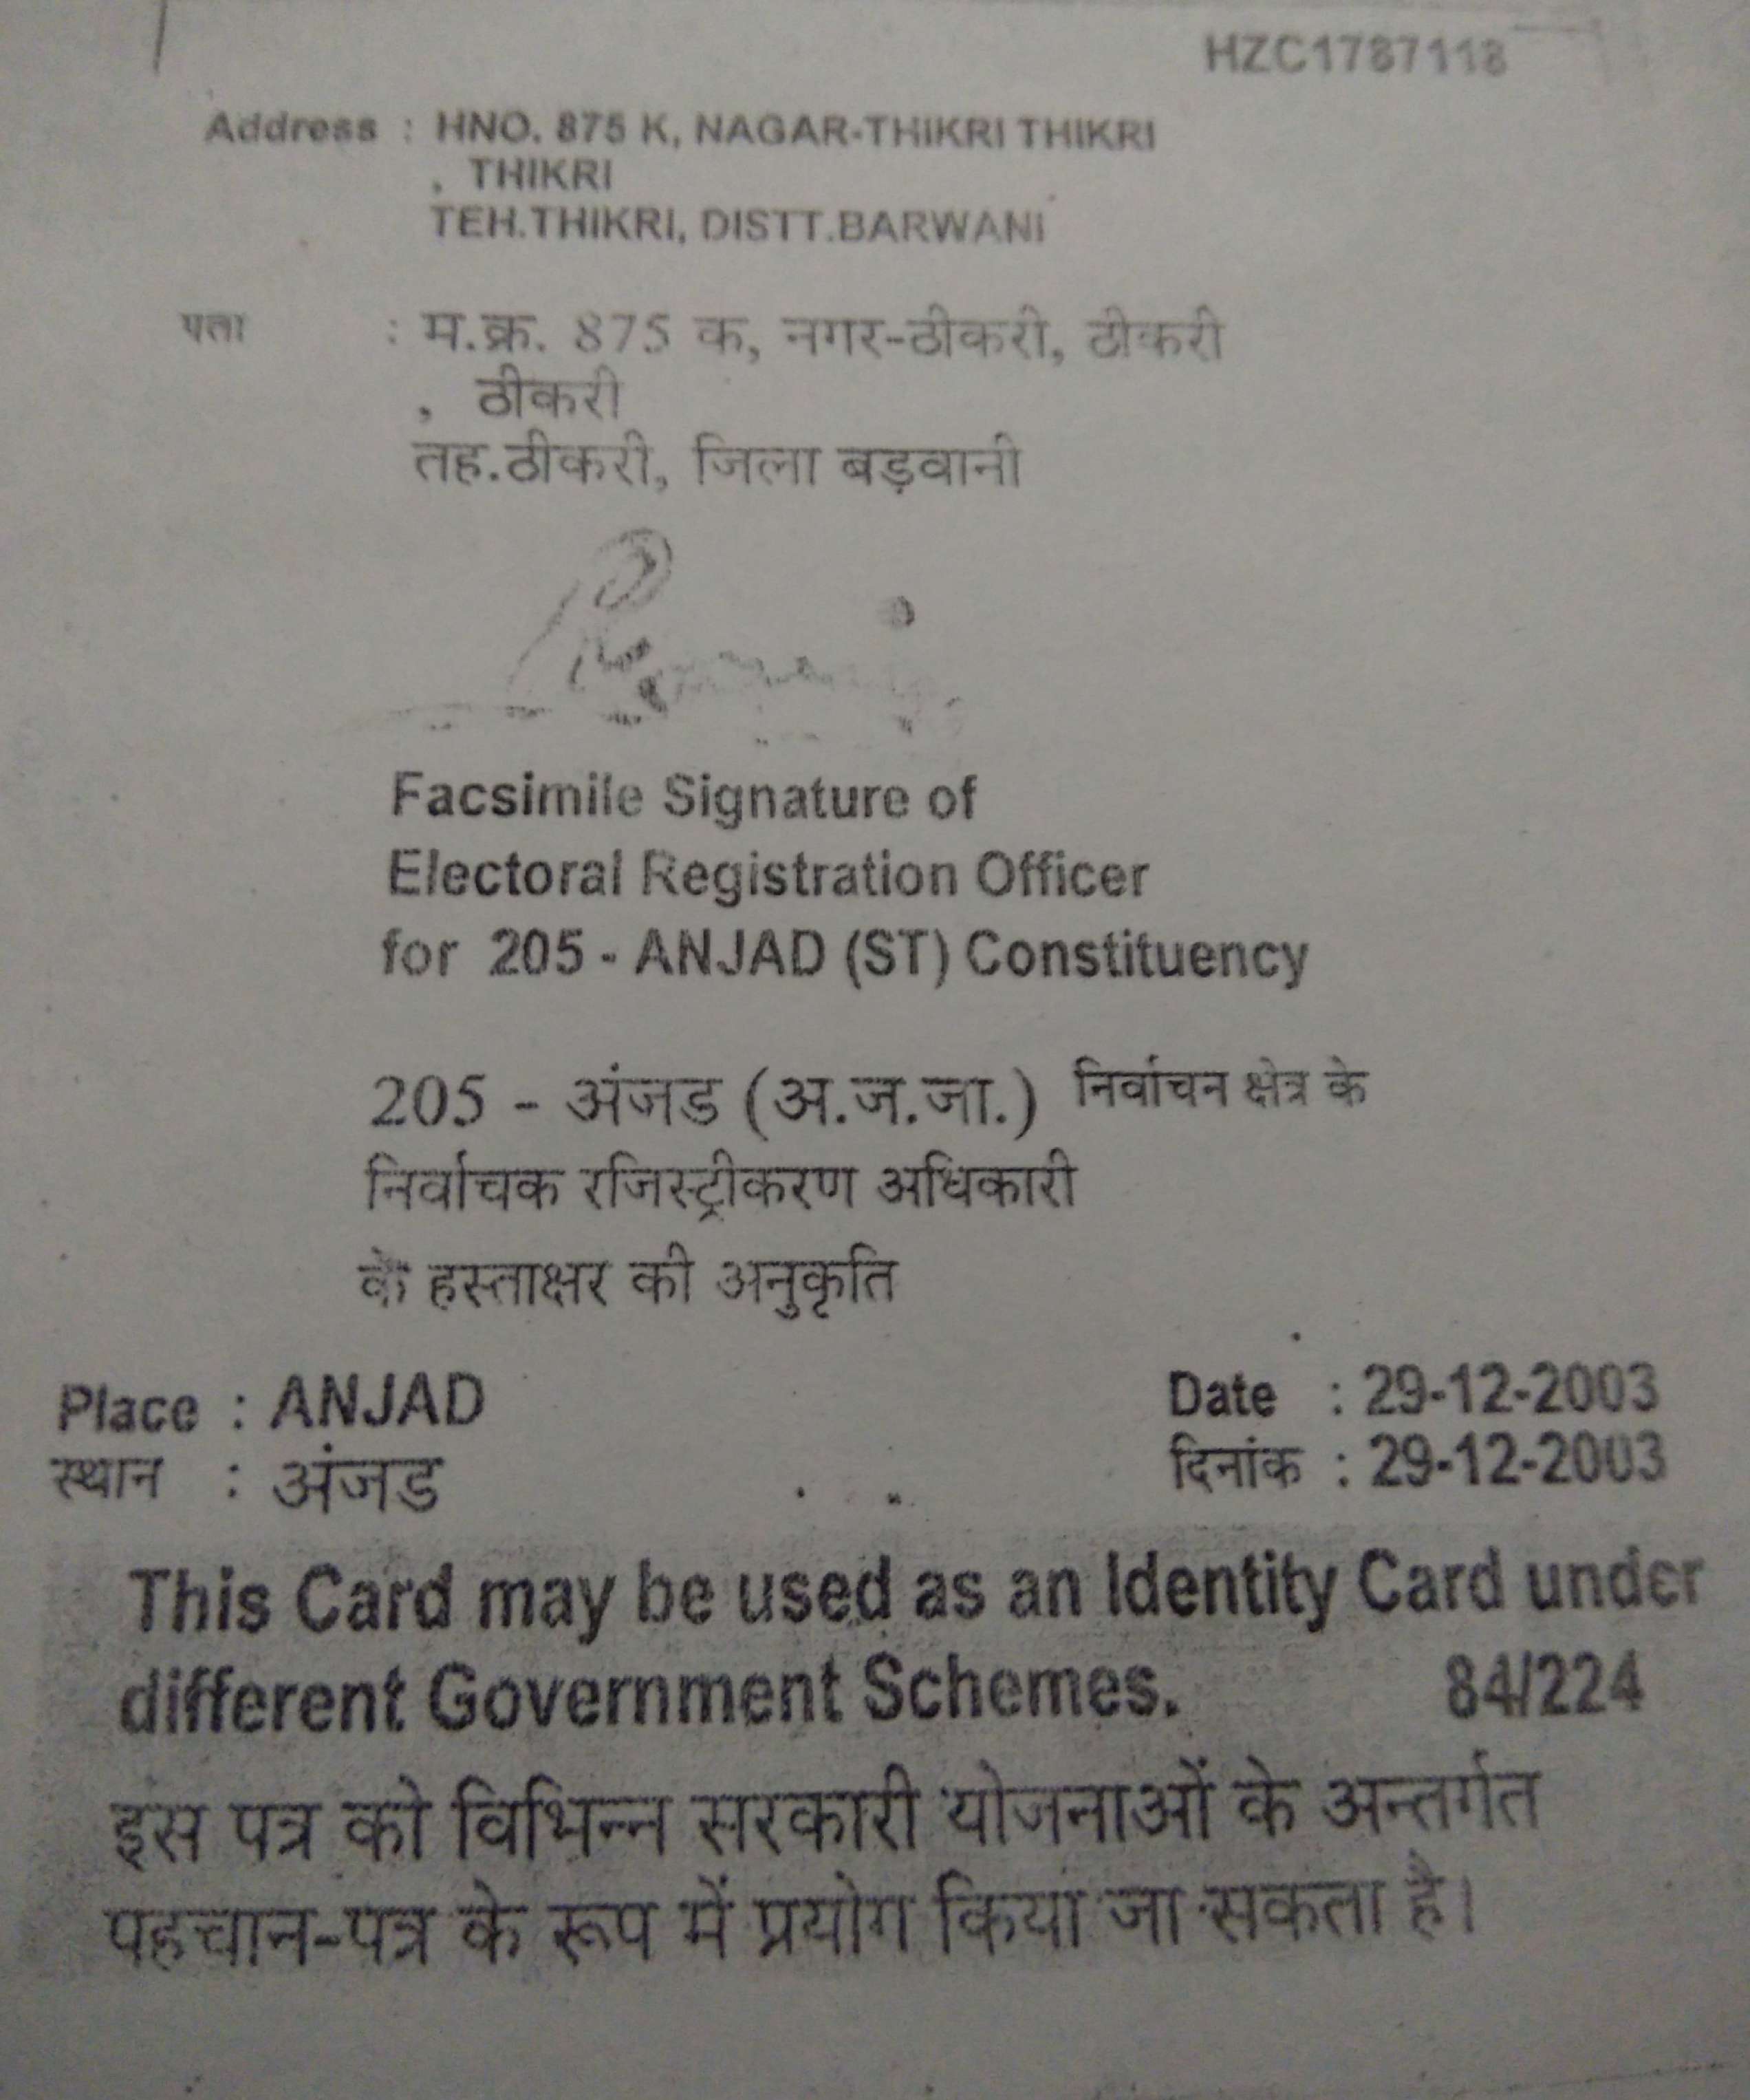 HZC1787118
Address : HNO. 875 K, NAGAR-THIKRI THIKRI
, THIKRI
TEH.THIKRI, DISTT.BARWANI
पता : म.क्र. 875 क, नगर-ठीकरी, ठीकरी
, ठीकरी
तह.ठीकरी, जिला बड़वानी
Facsimile Signature of
Electoral Registration Officer
for 205 - ANJAD (ST) Constituency
205 - अंजड (अ.ज.जा.) निर्वाचन क्षेत्र के
निर्वाचक रजिस्ट्रीकरण अधिकारी
के हस्ताक्षर की अनुकृति
Place : ANJAD Date : 29-12-2003
स्थान : अंजड दिनांक : 29-12-2003
This Card may be used as an Identity Card under
different Government Schemes. 84/224
इस पत्र को विभिन्न सरकारी योजनाओं के अन्तर्गत
पहचान-पत्र के रूप में प्रयोग किया जा सकता है।